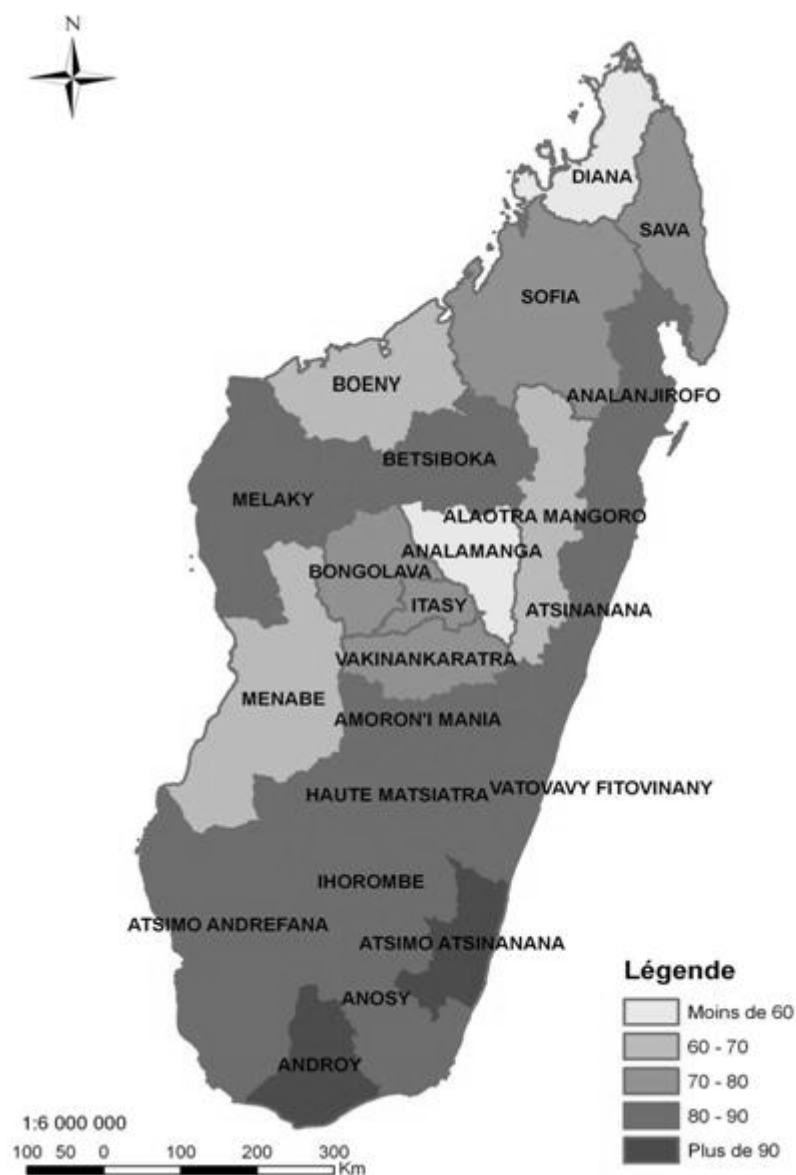 N
DIANA
SAVA
SOFIA
BOENY
ANALANJIROFO
BETSIBOKA
MELAKY
ALAOTRA MANGORO
ANALAMANGA
BONGOLAVA
ITASY
ATSINANANA
VAKINANKARATRA
MENABE
AMORON'I MANIA
HAUTE MATSIATRA
VATOVAVY FITOVINANY
IHOROMBE
ATSIMO ANDREFANA
ATSIMO ATSINANANA
ANOSY
ANDROY
Légende
Moins de 60
60 - 70
70 - 80
80 - 90
Plus de 90
1:6 000 000
100 50 0 100 200 300
Km